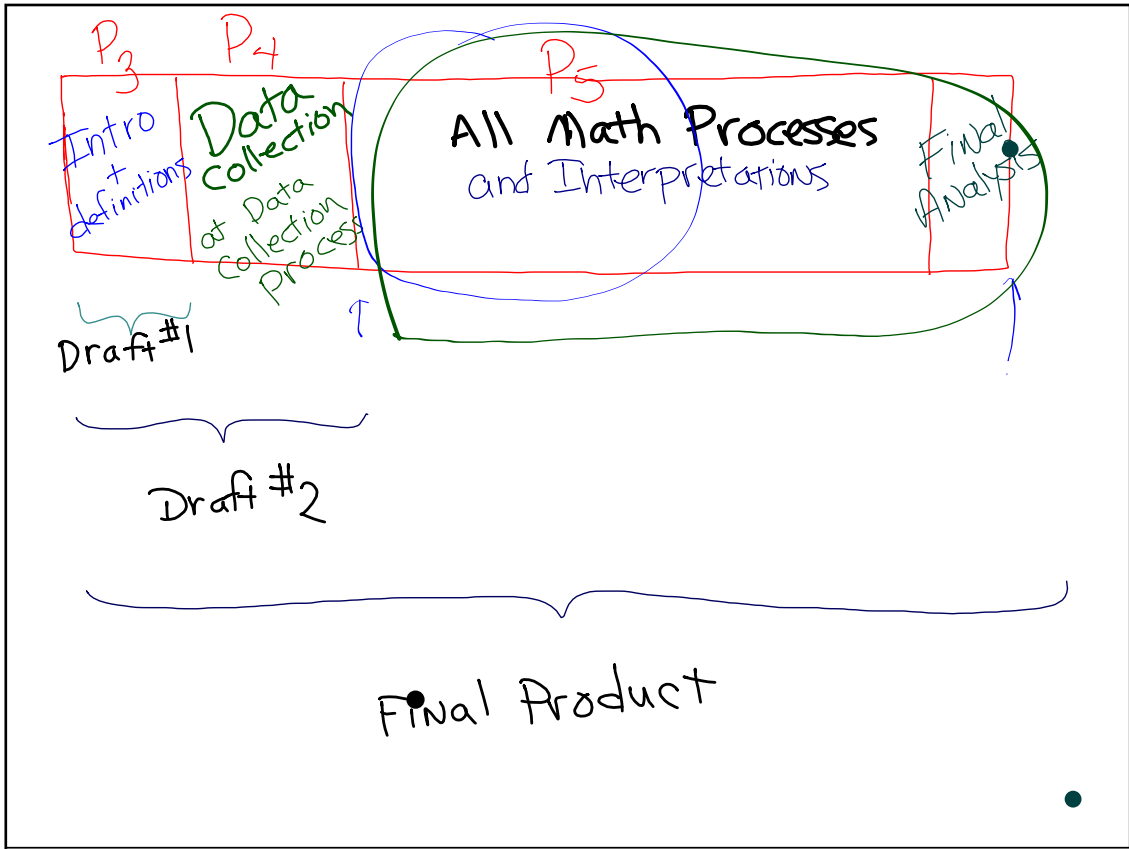 P3
P4
P5
Intro
+
definitions
Data
collection
at Data
collection
Process
All Math Processes
and Interpretations
Final
Analysis
Draft #1
Draft #2
Final Product